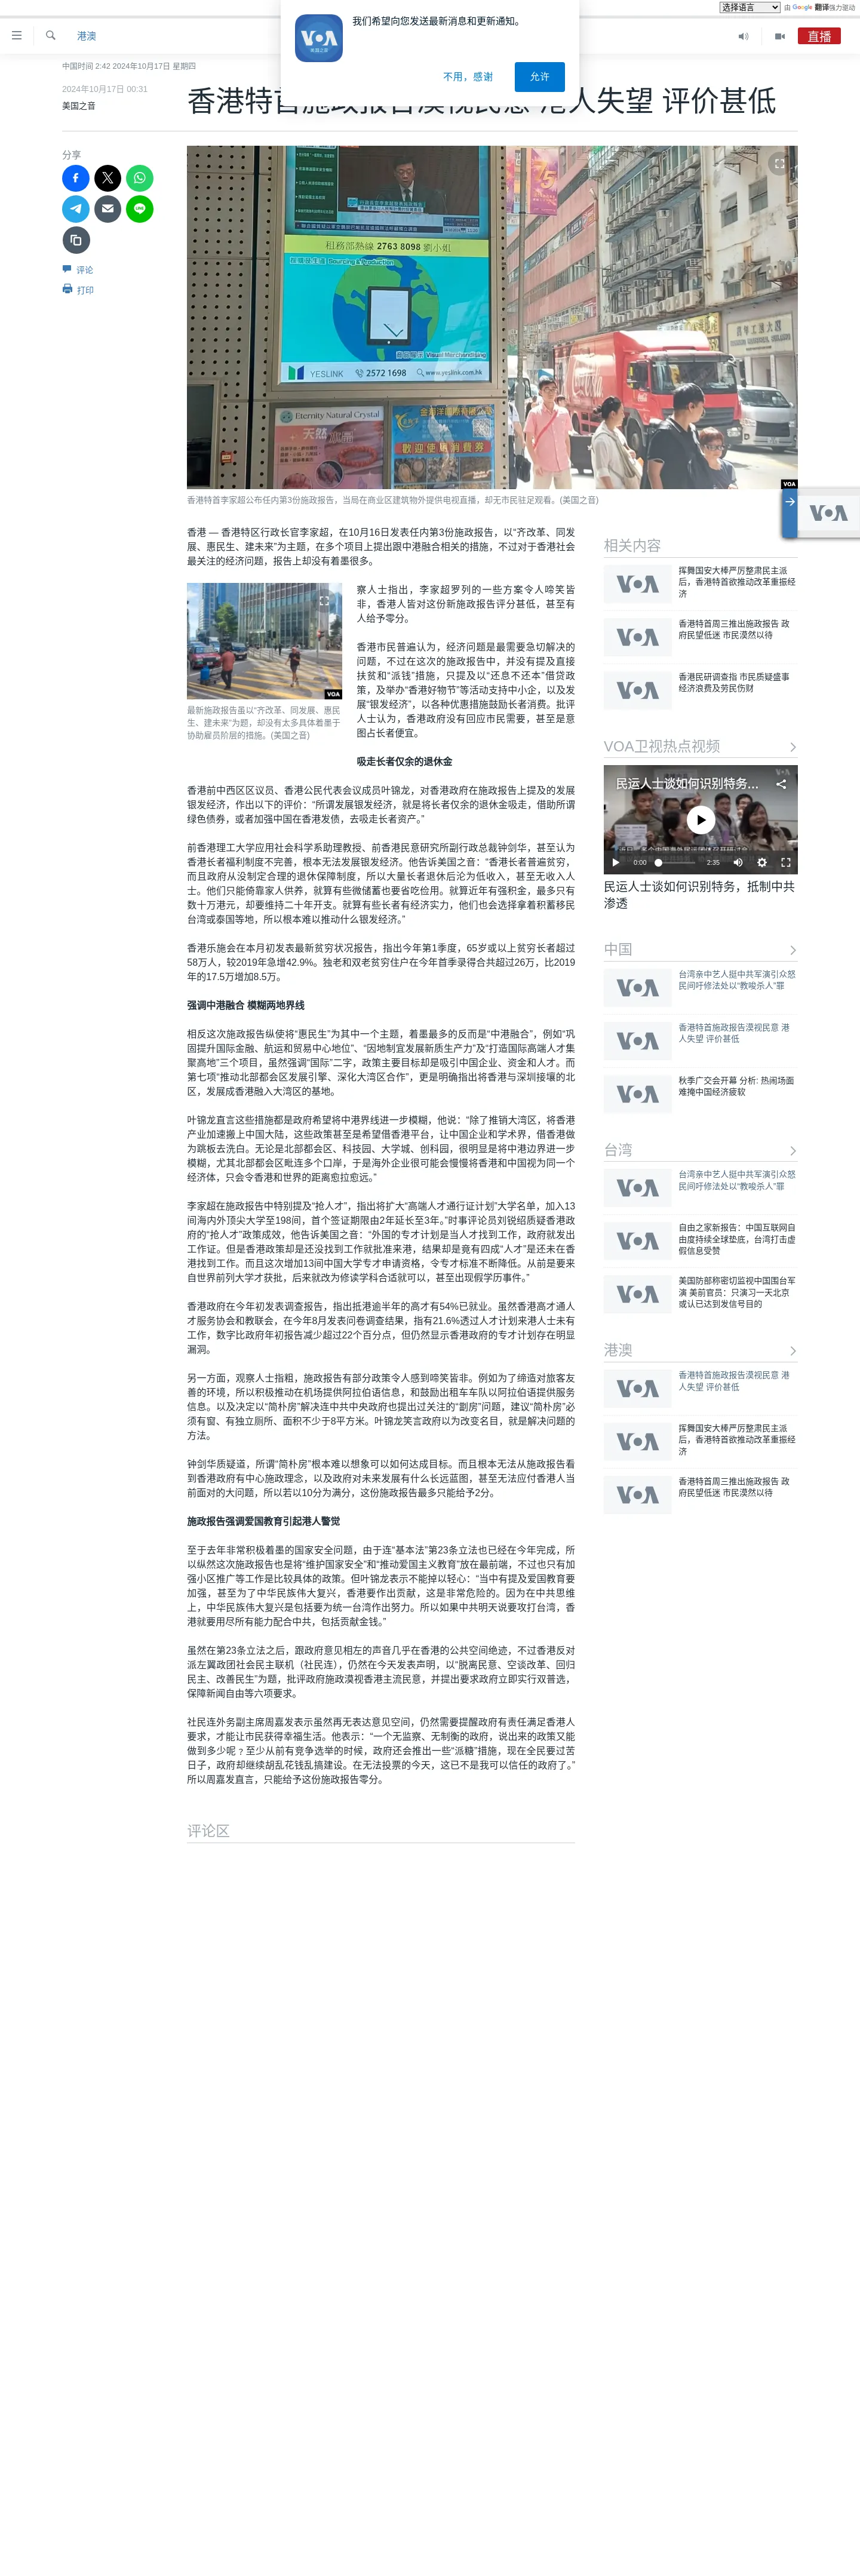 选择语言 由 Google 翻译强力驱动
我们希望向您发送最新消息和更新通知。
不用，感谢
允许
港澳
直播
中国时间 2:42 2024年10月17日 星期四
2024年10月17日 00:31
美国之音
香港特首施政报告漠视民意 港人失望 评价甚低
分享
评论
打印
租務部熱線 2763 8098 劉小姐
Sourcing & Production
Visual Merchandising
YESLINK 2572 1698 www.yeslink.com.hk
Eternity Natural Crystal
天然
歡迎使用消費券
VOA
香港特首李家超公布任内第3份施政报告，当局在商业区建筑物外提供电视直播，却无市民驻足观看。(美国之音)
香港 — 香港特区行政长官李家超，在10月16日发表任内第3份施政报告，以“齐改革、同发
展、惠民生、建未来”为主题，在多个项目上提出跟中港融合相关的措施，不过对于香港社会
最关注的经济问题，报告上却没有着墨很多。
VOA
最新施政报告虽以“齐改革、同发展、惠民
生、建未来”为题，却没有太多具体着墨于
协助雇员阶层的措施。(美国之音)
察人士指出，李家超罗列的一些方案令人啼笑皆
非，香港人皆对这份新施政报告评分甚低，甚至有
人给予零分。
香港市民普遍认为，经济问题是最需要急切解决的
问题，不过在这次的施政报告中，并没有提及直接
扶贫和“派钱”措施，只提及以“还息不还本”借贷政
策，及举办“香港好物节”等活动支持中小企，以及发
展“银发经济”，以各种优惠措施鼓励长者消费。批评
人士认为，香港政府没有回应市民需要，甚至是意
图占长者便宜。
吸走长者仅余的退休金
香港前中西区区议员、香港公民代表会议成员叶锦龙，对香港政府在施政报告上提及的发展
银发经济，作出以下的评价：“所谓发展银发经济，就是将长者仅余的退休金吸走，借助所谓
绿色债券，或者加强中国在香港发债，去吸走长者资产。”
前香港理工大学应用社会科学系助理教授、前香港民意研究所副行政总裁钟剑华，甚至认为
香港长者福利制度不完善，根本无法发展银发经济。他告诉美国之音：“香港长者普遍贫穷，
而且政府从没制定合理的退休保障制度，所以大量长者退休后沦为低收入，甚至无收入人
士。他们只能倚靠家人供养，就算有些微储蓄也要省吃俭用。就算近年有强积金，最多只有
数十万港元，却要维持二十年开支。就算有些长者有经济实力，他们也会选择拿着积蓄移民
台湾或泰国等地，所以根本难以推动什么银发经济。”
香港乐施会在本月初发表最新贫穷状况报告，指出今年第1季度，65岁或以上贫穷长者超过
58万人，较2019年急增42.9%。独老和双老贫穷住户在今年首季录得合共超过26万，比2019
年的17.5万增加8.5万。
强调中港融合 模糊两地界线
相反这次施政报告纵使将“惠民生”为其中一个主题，着墨最多的反而是“中港融合”，例如“巩
固提升国际金融、航运和贸易中心地位”、“因地制宜发展新质生产力”及“打造国际高端人才集
聚高地”三个项目，虽然强调“国际”二字，政策主要目标却是吸引中国企业、资金和人才。而
第七项“推动北部都会区发展引擎、深化大湾区合作”，更是明确指出将香港与深圳接壤的北
区，发展成香港融入大湾区的基地。
叶锦龙直言这些措施都是政府希望将中港界线进一步模糊，他说：“除了推销大湾区，将香港
产业加速搬上中国大陆，这些政策甚至是希望借香港平台，让中国企业和学术界，借香港做
为跳板去洗白。无论是北部都会区、科技园、大学城、创科园，很明显是将中港边界进一步
模糊，尤其北部都会区毗连多个口岸，于是海外企业很可能会慢慢将香港和中国视为同一个
经济体，只会令香港和世界的距离愈拉愈远。”
李家超在施政报告中特别提及“抢人才”，指出将扩大“高端人才通行证计划”大学名单，加入13
间海内外顶尖大学至198间，首个签证期限由2年延长至3年。”时事评论员刘锐绍质疑香港政
府的“抢人才”政策成效，他告诉美国之音：“外国的专才计划是当人才找到工作，政府就发出
工作证。但是香港政策却是还没找到工作就批准来港，结果却是竟有四成“人才”是还未在香
港找到工作。而且这次增加13间中国大学专才申请资格，令专才标准不断降低。从前是要来
自世界前列大学才获批，后来就改为修读学科合适就可以，甚至出现假学历事件。”
香港政府在今年初发表调查报告，指出抵港逾半年的高才有54%已就业。虽然香港高才通人
才服务协会和教联会，在今年8月发表问卷调查结果，指有21.6%透过人才计划来港人士未有
工作，数字比政府年初报告减少超过22个百分点，但仍然显示香港政府的专才计划存在明显
漏洞。
另一方面，观察人士指粗，施政报告有部分政策令人感到啼笑皆非。例如为了缔造对旅客友
善的环境，所以积极推动在机场提供阿拉伯语信息，和鼓励出租车车队以阿拉伯语提供服务
信息。以及决定以“简朴房”解决连中共中央政府也提出过关注的“劏房”问题，建议“简朴房”必
须有窗、有独立厕所、面积不少于8平方米。叶锦龙笑言政府以为改变名目，就是解决问题的
方法。
钟剑华质疑道，所谓“简朴房”根本难以想象可以如何达成目标。而且根本无法从施政报告看
到香港政府有中心施政理念，以及政府对未来发展有什么长远蓝图，甚至无法应付香港人当
前面对的大问题，所以若以10分为满分，这份施政报告最多只能给予2分。
施政报告强调爱国教育引起港人警觉
至于去年非常积极着墨的国家安全问题，由于连“基本法”第23条立法也已经在今年完成，所
以纵然这次施政报告也是将“维护国家安全”和“推动爱国主义教育”放在最前端，不过也只有加
强小区推广等工作是比较具体的政策。但叶锦龙表示不能掉以轻心：“当中有提及爱国教育要
加强，甚至为了中华民族伟大复兴，香港要作出贡献，这是非常危险的。因为在中共思维
上，中华民族伟大复兴是包括要为统一台湾作出努力。所以如果中共明天说要攻打台湾，香
港就要用尽所有能力配合中共，包括贡献金钱。”
虽然在第23条立法之后，跟政府意见相左的声音几乎在香港的公共空间绝迹，不过香港反对
派左翼政团社会民主联机（社民连），仍然在今天发表声明，以“脱离民意、空谈改革、回归
民主、改善民生”为题，批评政府施政漠视香港主流民意，并提出要求政府立即实行双普选，
保障新闻自由等六项要求。
社民连外务副主席周嘉发表示虽然再无表达意见空间，仍然需要提醒政府有责任满足香港人
要求，才能让市民获得幸福生活。他表示：“一个无监察、无制衡的政府，说出来的政策又能
做到多少呢﹖至少从前有竞争选举的时候，政府还会推出一些“派糖”措施，现在全民要过苦
日子，政府却继续胡乱花钱乱搞建设。在无法投票的今天，这已不是我可以信任的政府了。”
所以周嘉发直言，只能给予这份施政报告零分。
评论区
相关内容
挥舞国安大棒严厉整肃民主派
后，香港特首欲推动改革重振经
济
香港特首周三推出施政报告 政
府民望低迷 市民漠然以待
香港民研调查指 市民质疑盛事
经济浪费及劳民伤财
VOA卫视热点视频
民运人士谈如何识别特务...
0:00
2:35
民运人士谈如何识别特务，抵制中共
渗透
中国
台湾亲中艺人挺中共军演引众怒
民间吁修法处以“教唆杀人”罪
香港特首施政报告漠视民意 港
人失望 评价甚低
秋季广交会开幕 分析: 热闹场面
难掩中国经济疲软
台湾
台湾亲中艺人挺中共军演引众怒
民间吁修法处以“教唆杀人”罪
自由之家新报告：中国互联网自
由度持续全球垫底，台湾打击虚
假信息受赞
美国防部称密切监视中国围台军
演 美前官员：只演习一天北京
或认已达到发信号目的
港澳
香港特首施政报告漠视民意 港
人失望 评价甚低
挥舞国安大棒严厉整肃民主派
后，香港特首欲推动改革重振经
济
香港特首周三推出施政报告 政
府民望低迷 市民漠然以待